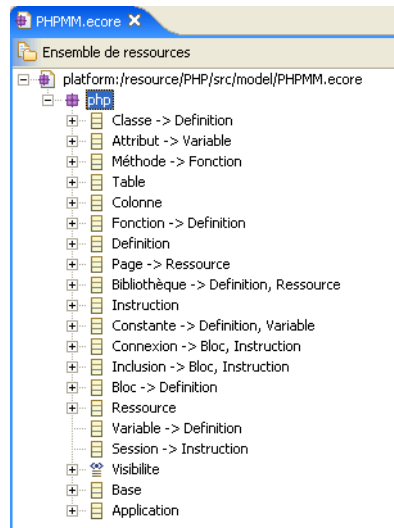 PHPMM.ecore
Ensemble de ressources
platform:/resource/PHP/src/model/PHPMM.ecore
php
Classe -> Definition
Attribut -> Variable
Méthode -> Fonction
Table
Colonne
Fonction -> Definition
Definition
Page -> Ressource
Bibliothèque -> Definition, Ressource
Instruction
Constante -> Definition, Variable
Connexion -> Bloc, Instruction
Inclusion -> Bloc, Instruction
Bloc -> Definition
Ressource
Variable -> Definition
Session -> Instruction
Visibilite
Base
Application